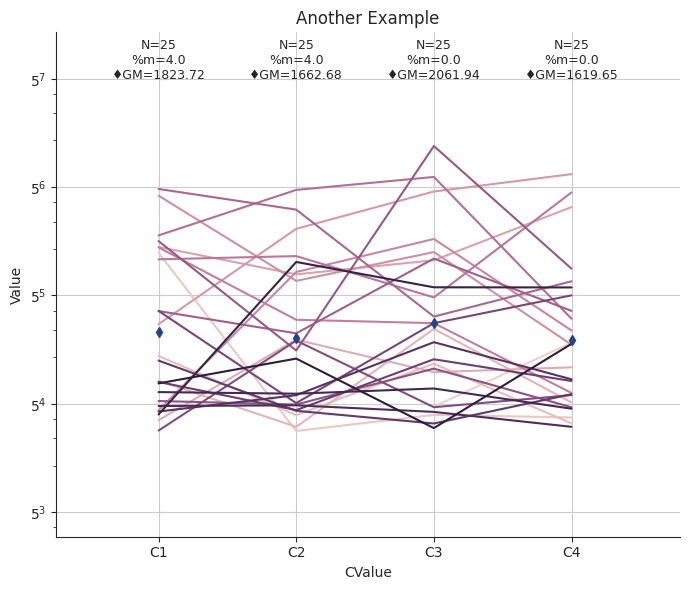 Another Example
N=25 N=25 N=25 N=25
%m=4.0 %m=4.0 %m=0.0 %m=0.0
♦GM=1823.72 ♦GM=1662.68 ♦GM=2061.94 ♦GM=1619.65
5⁷
5⁶
5⁵
5⁴
5³
Value
C1 C2 C3 C4
CValue